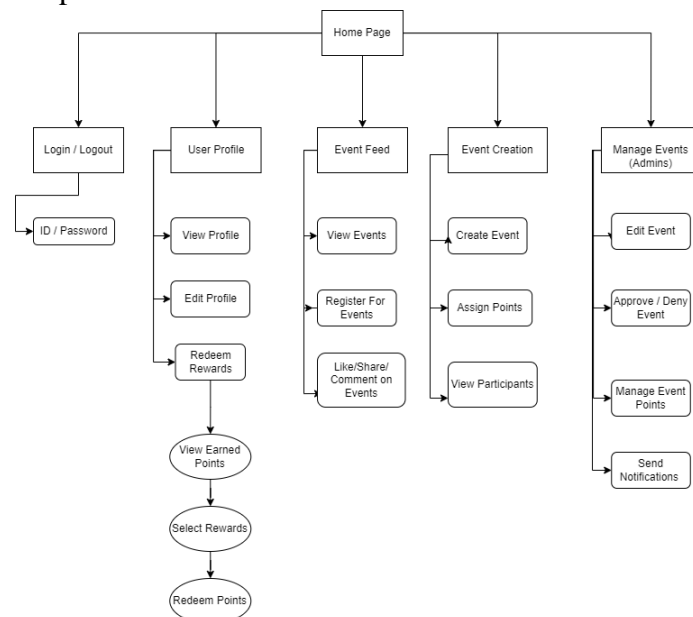 Home Page
Login / Logout
User Profile
Event Feed
Event Creation
Manage Events
(Admins)
ID / Password
View Profile
View Events
Create Event
Edit Event
Edit Profile
Register For
Events
Assign Points
Approve / Deny
Event
Redeem
Rewards
Like/Share/
Comment on
Events
View Participants
Manage Event
Points
View Earned
Points
Send
Notifications
Select Rewards
Redeem Points